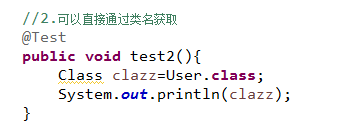 //2.可以直接通过类名获取
@Test
public void test2(){
Class clazz=User.class;
System.out.println(clazz);
}